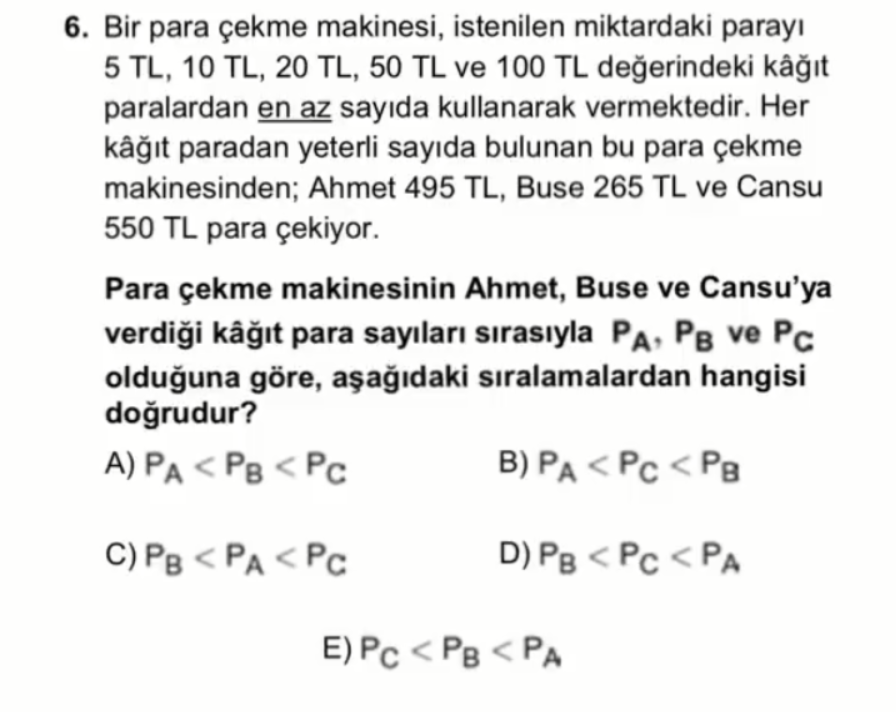 6. Bir para çekme makinesi, istenilen miktardaki parayı
5 TL, 10 TL, 20 TL, 50 TL ve 100 TL değerindeki kâğıt
paralardan en az sayıda kullanarak vermektedir. Her
kâğıt paradan yeterli sayıda bulunan bu para çekme
makinesinden; Ahmet 495 TL, Buse 265 TL ve Cansu
550 TL para çekiyor.
Para çekme makinesinin Ahmet, Buse ve Cansu'ya
verdiği kâğıt para sayıları sırasıyla P_A, P_B ve P_C
olduğuna göre, aşağıdaki sıralamalardan hangisi
doğrudur?
A) P_A < P_B < P_C B) P_A < P_C < P_B
C) P_B < P_A < P_C D) P_B < P_C < P_A
E) P_C < P_B < P_A